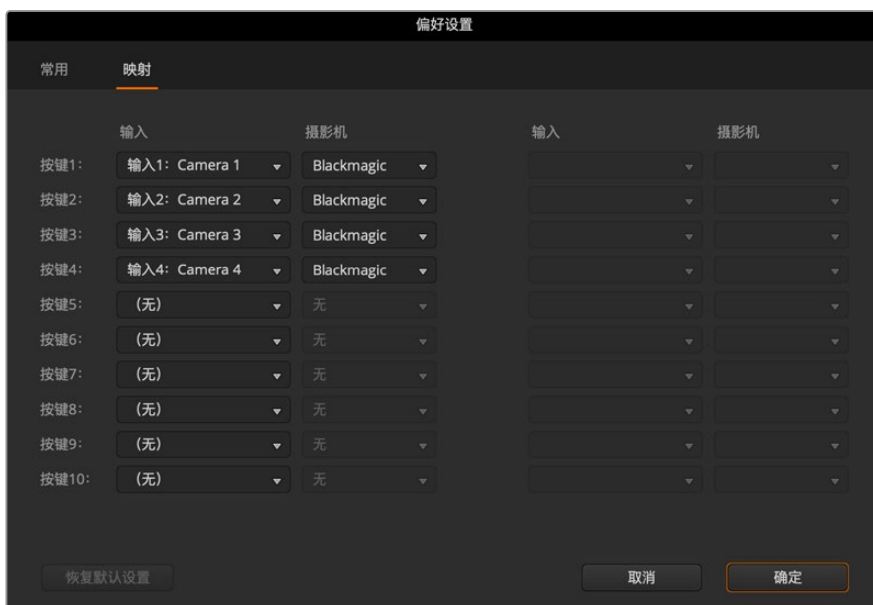 偏好设置
常用 映射
输入 摄影机 输入 摄影机
按键1: 输入1: Camera 1 Blackmagic
按键2: 输入2: Camera 2 Blackmagic
按键3: 输入3: Camera 3 Blackmagic
按键4: 输入4: Camera 4 Blackmagic
按键5: (无) 无
按键6: (无) 无
按键7: (无) 无
按键8: (无) 无
按键9: (无) 无
按键10: (无) 无
恢复默认设置 取消 确定